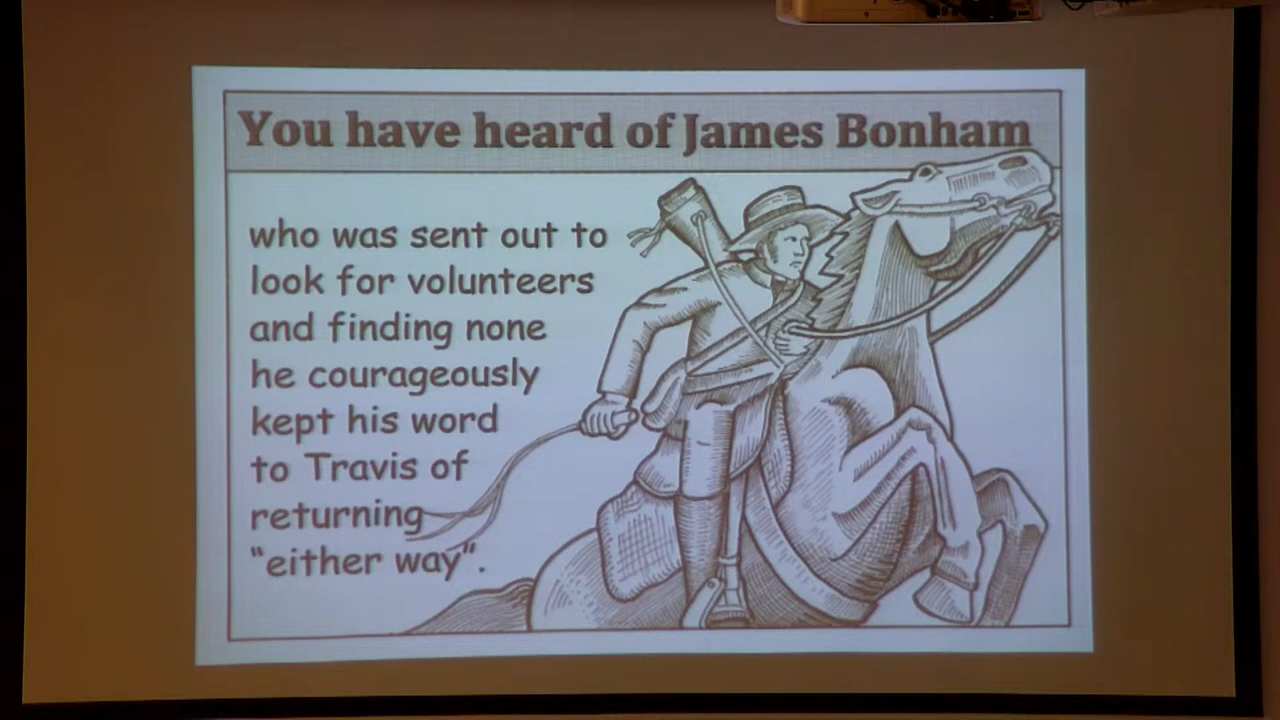 You have heard of James Bonham
who was sent out to
look for volunteers
and finding none
he courageously
kept his word
to Travis of
returning
“either way”.